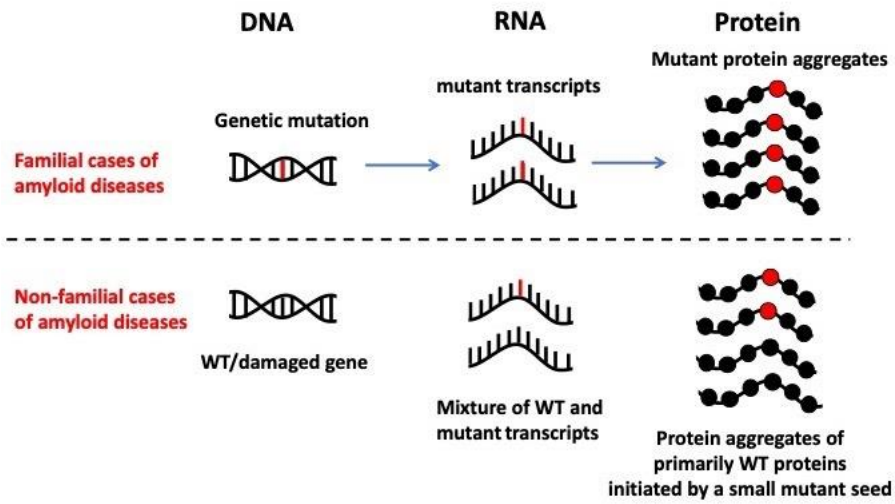 DNA
RNA
Protein
Mutant protein aggregates
mutant transcripts
Genetic mutation
Familial cases of
amyloid diseases
Non-familial cases
of amyloid diseases
WT/damaged gene
Mixture of WT and
mutant transcripts
Protein aggregates of
primarily WT proteins
initiated by a small mutant seed